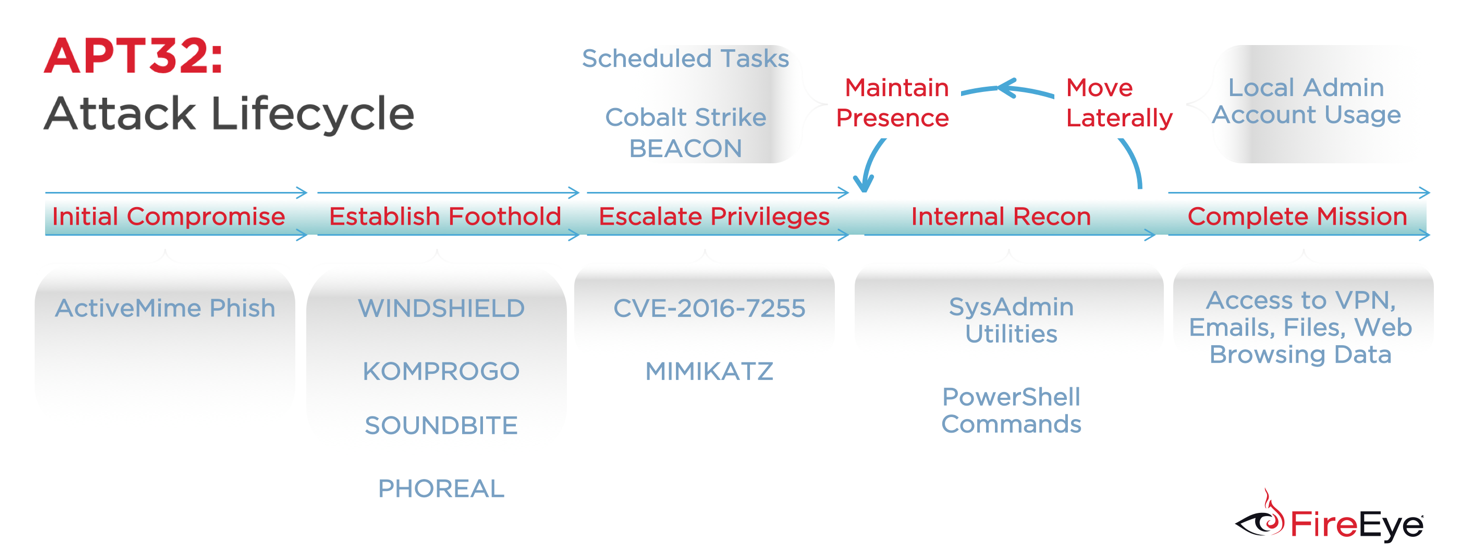 APT32:
Attack Lifecycle
Scheduled Tasks
Cobalt Strike
BEACON
Maintain
Presence
Move
Laterally
Local Admin
Account Usage
Initial Compromise
Establish Foothold
Escalate Privileges
Internal Recon
Complete Mission
ActiveMime Phish
WINDSHIELD
KOMPROGO
SOUNDBITE
PHOREAL
CVE-2016-7255
MIMIKATZ
SysAdmin
Utilities
PowerShell
Commands
Access to VPN,
Emails, Files, Web
Browsing Data
FireEye